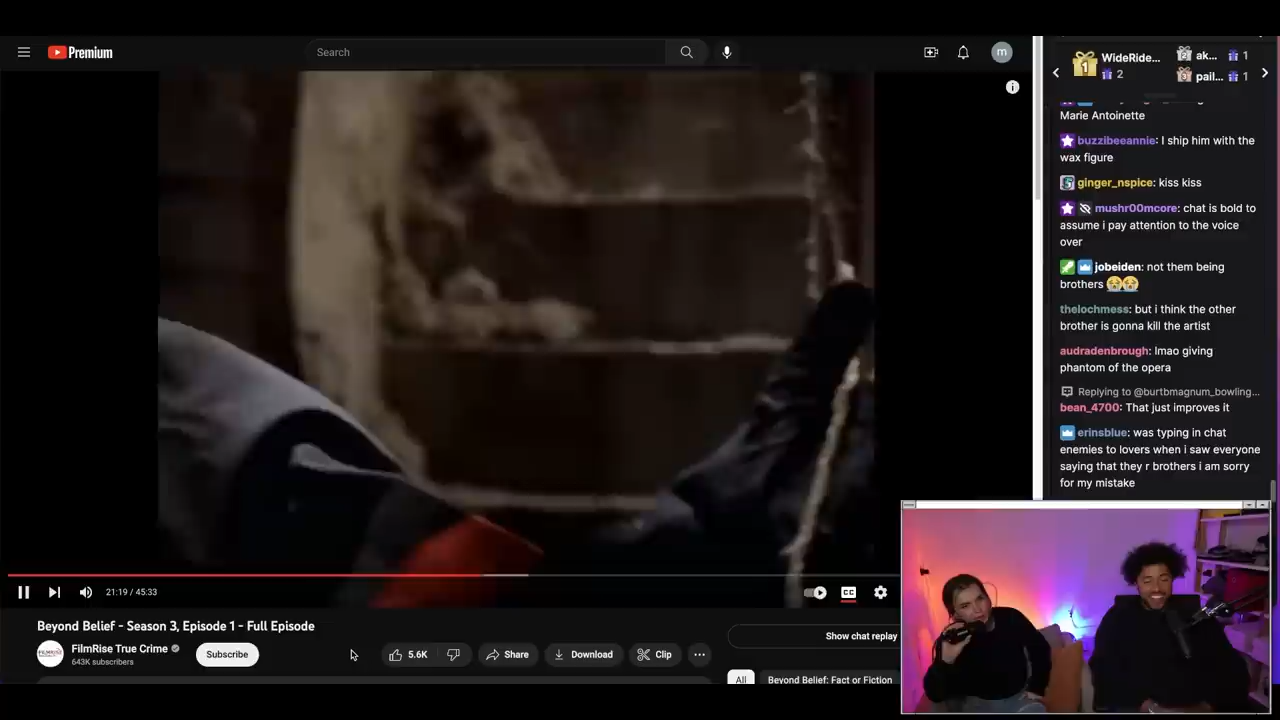 Premium
Search
m
WideRide...
2
ak... 1
pail... 1
Marie Antoinette
buzzibeeannie: I ship him with the
wax figure
ginger_nspice: kiss kiss
mushr00mcore: chat is bold to
assume i pay attention to the voice
over
jobeiden: not them being
brothers 😭😭
thelochmess: but i think the other
brother is gonna kill the artist
audradenbrough: lmao giving
phantom of the opera
Replying to @burtbmagnum_bowling...
bean_4700: That just improves it
erinsblue: was typing in chat
enemies to lovers when i saw everyone
saying that they r brothers i am sorry
for my mistake
21:19 / 45:33
CC
Beyond Belief - Season 3, Episode 1 - Full Episode
FilmRise True Crime
643K subscribers
Subscribe
5.6K
Share
Download
Clip
Show chat replay
All
Beyond Belief: Fact or Fiction